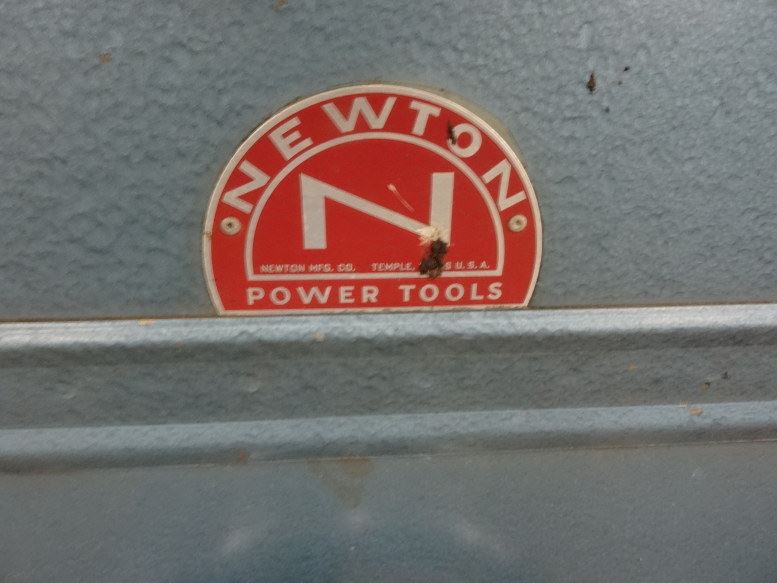 NEWTON
N
NEWTON MFG. CO. TEMPLE, S U.S.A.
POWER TOOLS